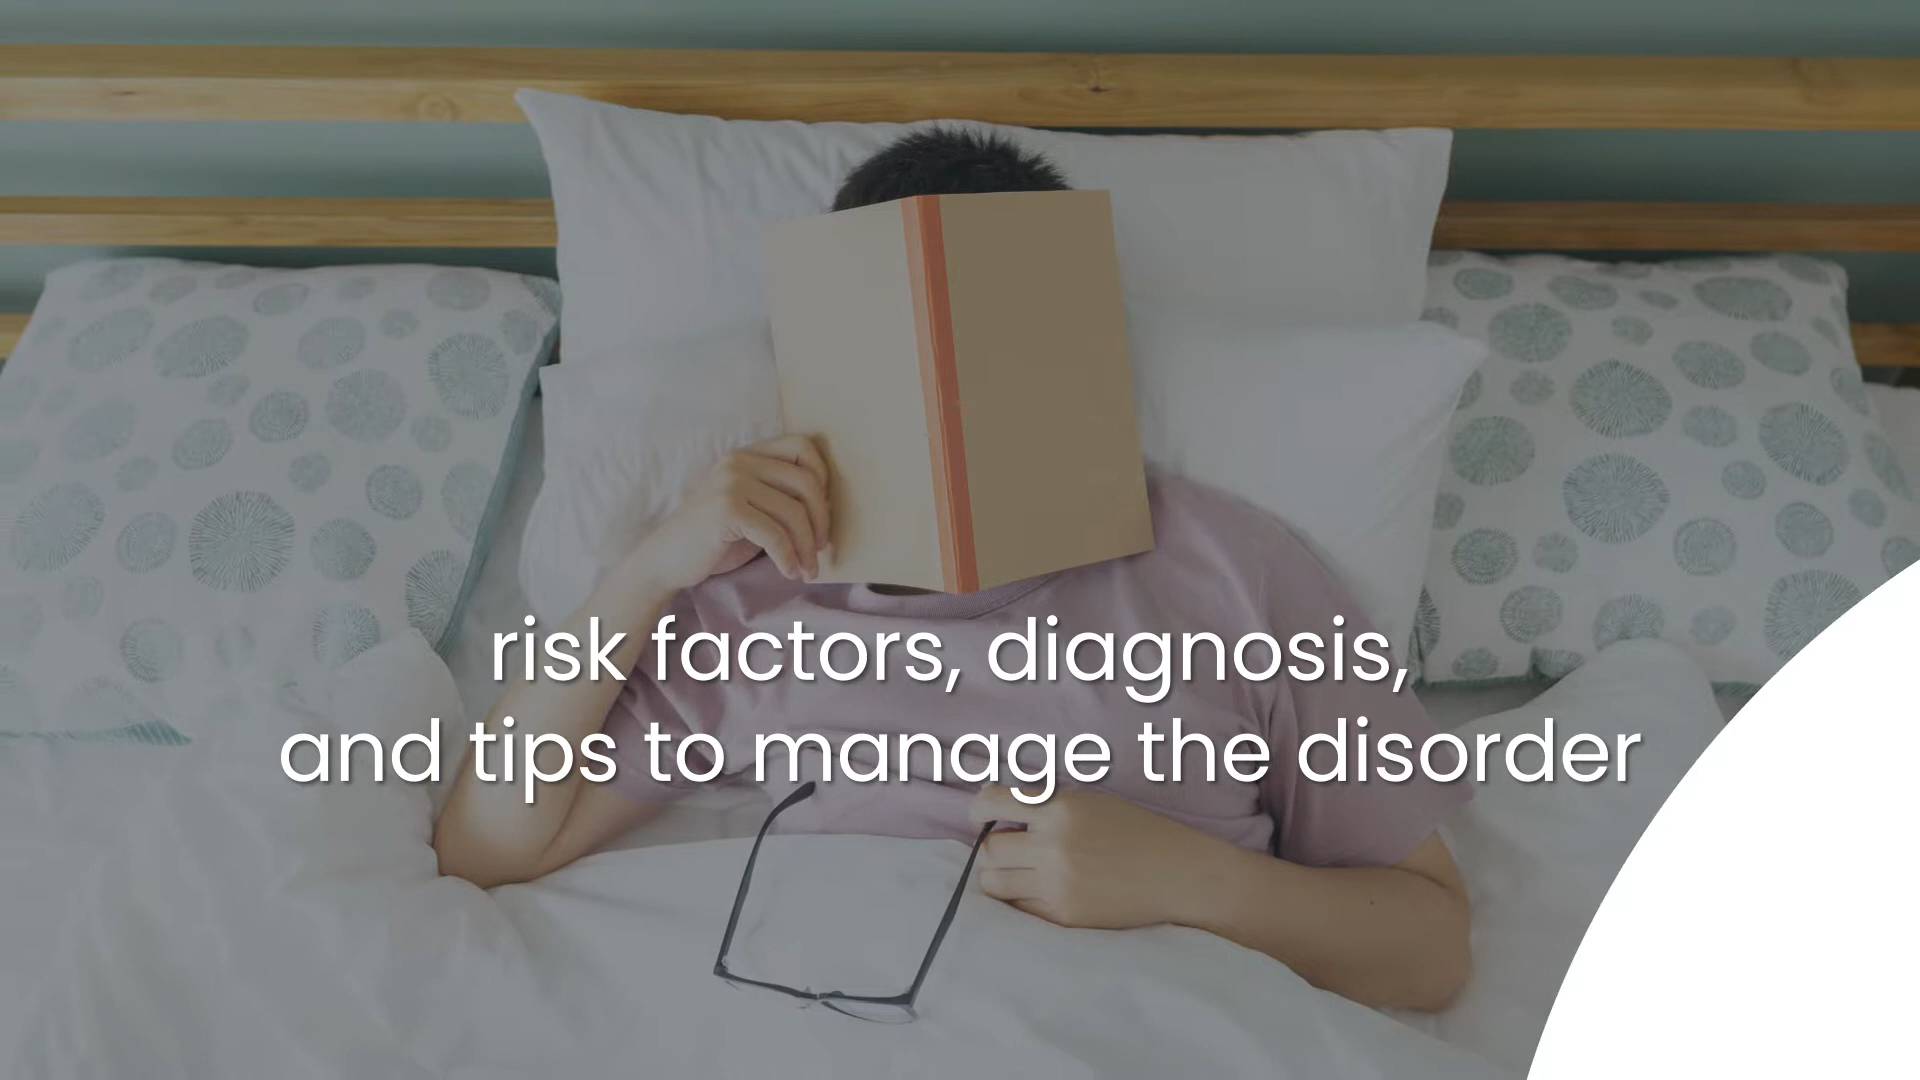 risk factors, diagnosis,
and tips to manage the disorder